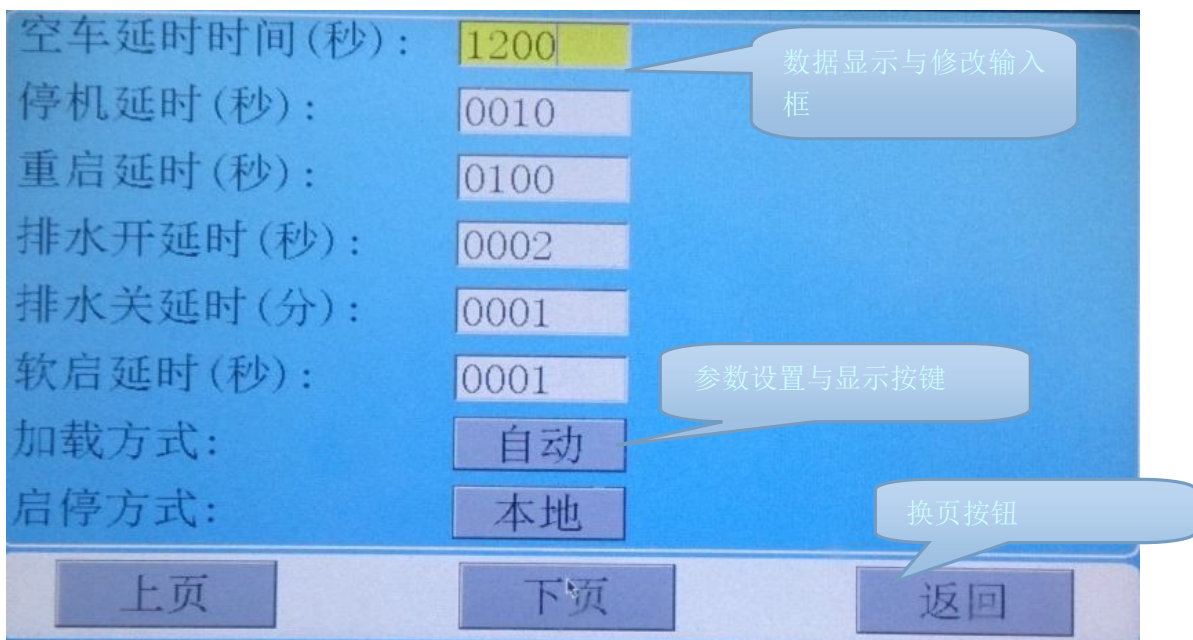 空车延时时间(秒): 1200
数据显示与修改输入
框
停机延时(秒): 0010
重启延时(秒): 0100
排水开延时(秒): 0002
排水关延时(分): 0001
软启延时(秒): 0001
参数设置与显示按键
加载方式: 自动
启停方式: 本地
换页按钮
上页 下页 返回